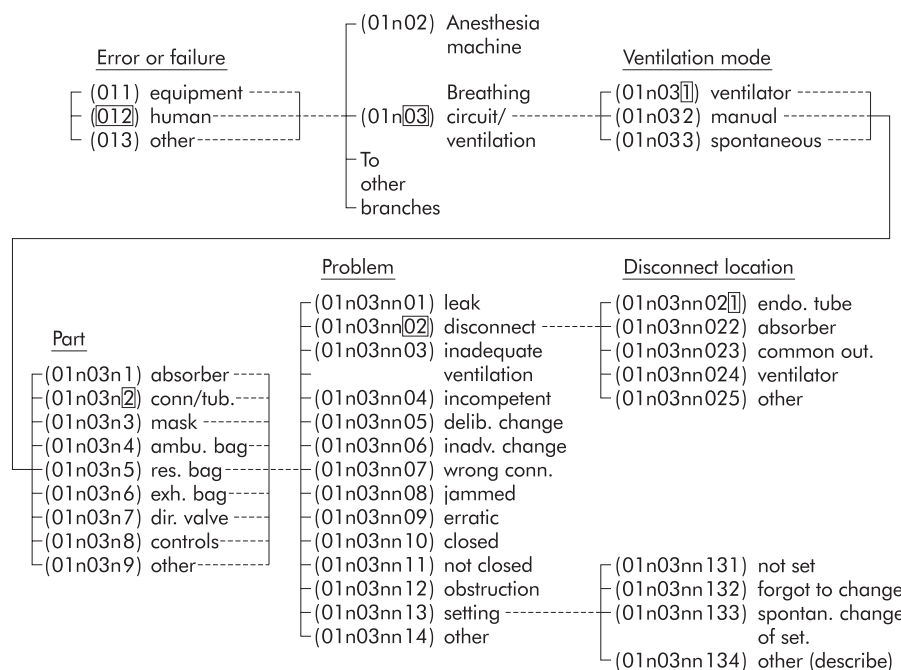 Error or failure
(011) equipment
(012) human
(013) other
(01n02) Anesthesia
machine
(01n03) Breathing
circuit/
ventilation
To
other
branches
Ventilation mode
(01n031) ventilator
(01n032) manual
(01n033) spontaneous
Part
(01n03n1) absorber
(01n03n2) conn/tub.
(01n03n3) mask
(01n03n4) ambu. bag
(01n03n5) res. bag
(01n03n6) exh. bag
(01n03n7) dir. valve
(01n03n8) controls
(01n03n9) other
Problem
(01n03nn01) leak
(01n03nn02) disconnect
(01n03nn03) inadequate
ventilation
(01n03nn04) incompetent
(01n03nn05) delib. change
(01n03nn06) inadv. change
(01n03nn07) wrong conn.
(01n03nn08) jammed
(01n03nn09) erratic
(01n03nn10) closed
(01n03nn11) not closed
(01n03nn12) obstruction
(01n03nn13) setting
(01n03nn14) other
Disconnect location
(01n03nn021) endo. tube
(01n03nn022) absorber
(01n03nn023) common out.
(01n03nn024) ventilator
(01n03nn025) other
(01n03nn131) not set
(01n03nn132) forgot to change
(01n03nn133) spontan. change
of set.
(01n03nn134) other (describe)